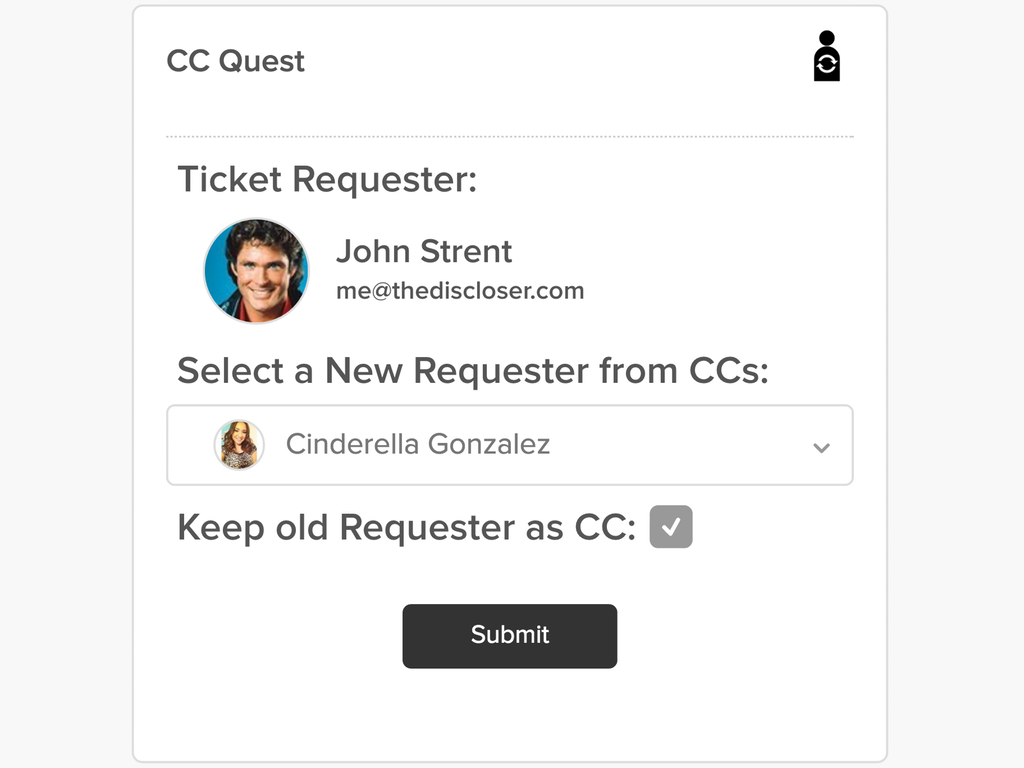 CC Quest
Ticket Requester:
John Strent
me@thediscloser.com
Select a New Requester from CCs:
Cinderella Gonzalez
Keep old Requester as CC:
Submit